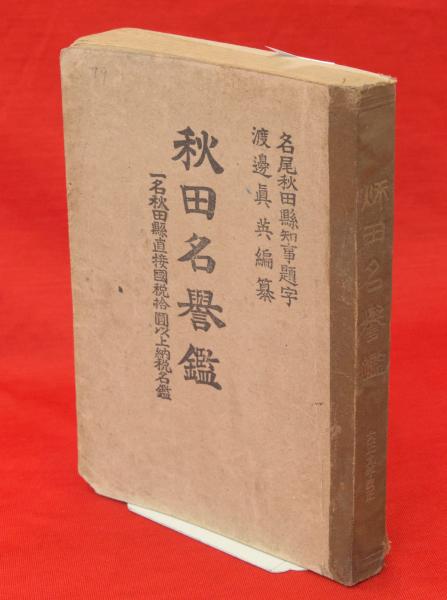 名尾秋田縣知事題字
渡邊眞英編纂
秋田名譽鑑
一名秋田縣直接國税拾圓以上納税名鑑
秋田名譽鑑
79